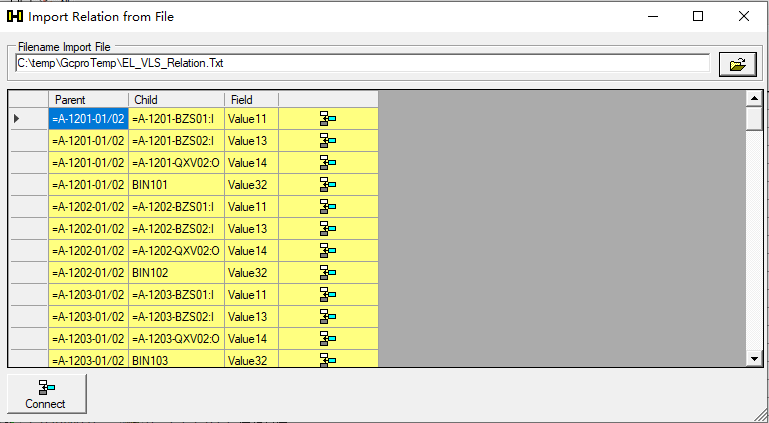 Import Relation from File
Filename Import File
C:\temp\GcproTemp\EL_VLS_Relation.Txt
Parent Child Field
=A-1201-01/02 =A-1201-BZS01:I Value11
=A-1201-01/02 =A-1201-BZS02:I Value13
=A-1201-01/02 =A-1201-QXV02:O Value14
=A-1201-01/02 BIN101 Value32
=A-1202-01/02 =A-1202-BZS01:I Value11
=A-1202-01/02 =A-1202-BZS02:I Value13
=A-1202-01/02 =A-1202-QXV02:O Value14
=A-1202-01/02 BIN102 Value32
=A-1203-01/02 =A-1203-BZS01:I Value11
=A-1203-01/02 =A-1203-BZS02:I Value13
=A-1203-01/02 =A-1203-QXV02:O Value14
=A-1203-01/02 BIN103 Value32
Connect